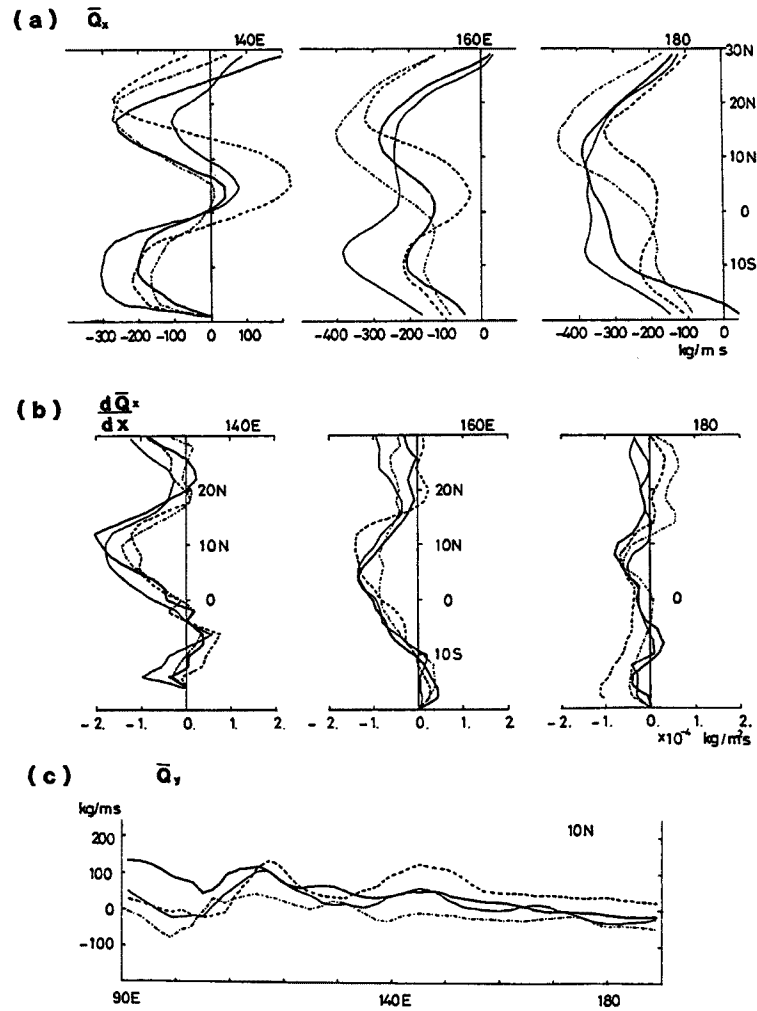 (a) Q̄ₓ
140E 160E 180 30N
20N
10N
0
10S
-300 -200 -100 0 100 -400 -300 -200 -100 0 -400 -300 -200 -100 0
kg/m s
(b) dQ̄ₓ/dx
140E 160E 180
20N 20N
10N 10N
0 0 0
10S
-2. -1. 0. 1. 2. -2. -1. 0. 1. 2 -2. -1. 0. 1. 2.
×10⁻⁴ kg/m²s
(c) Q̄ᵧ
kg/ms
10N
200
100
0
-100
90E 140E 180